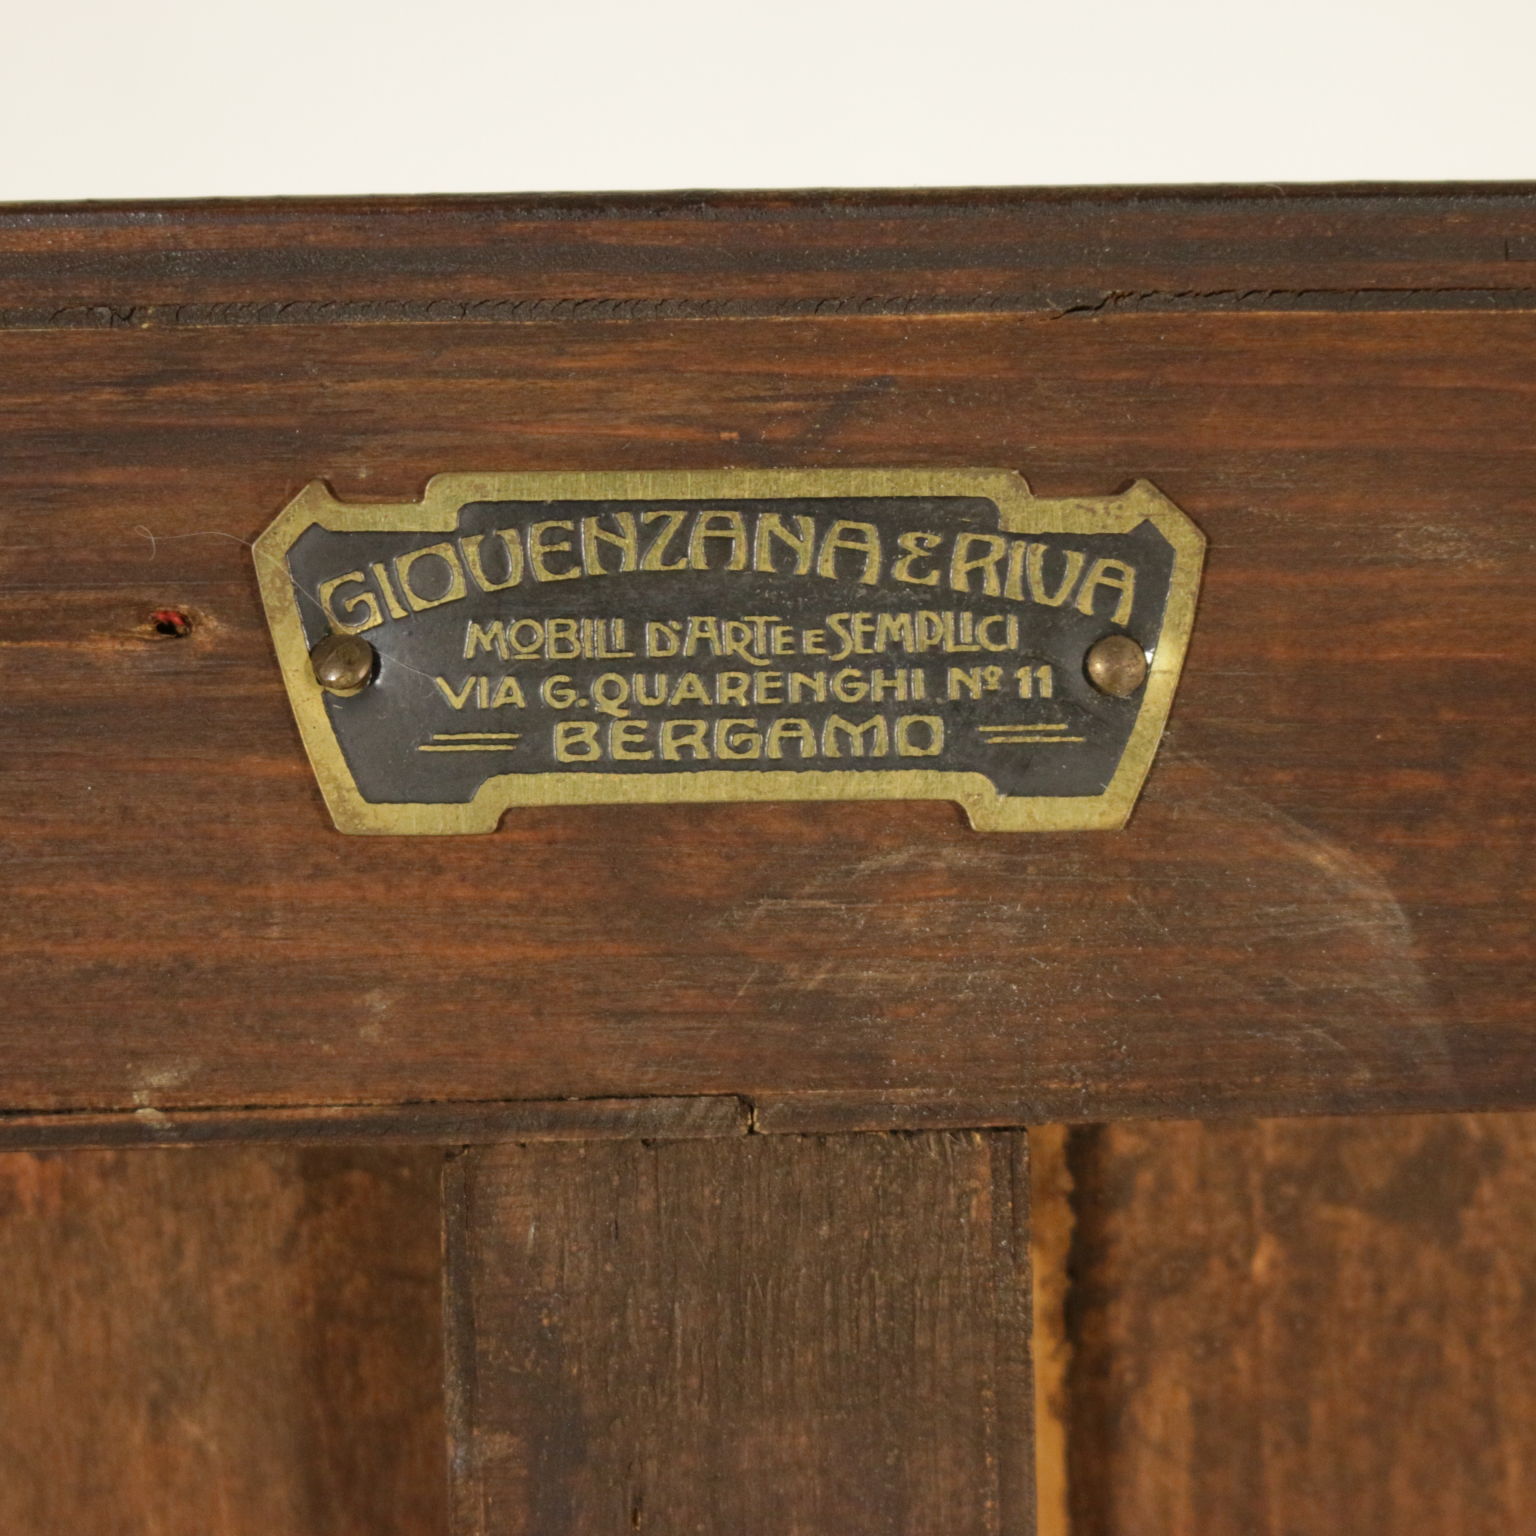 GIOVENZANA & RIVA
MOBILI D'ARTE E SEMPLICI
VIA G. QUARENGHI Nº 11
BERGAMO